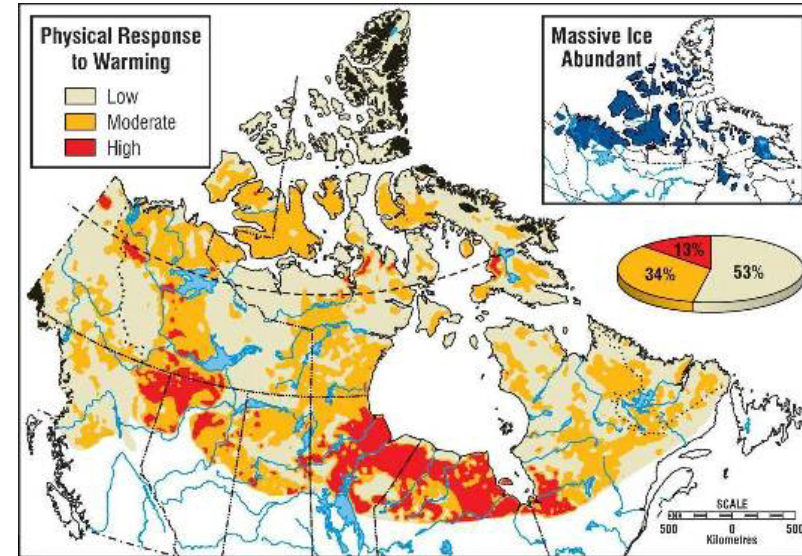 Physical Response
to Warming
Low
Moderate
High
Massive Ice
Abundant
13%
34%
53%
SCALE
500 0 500
Kilometres